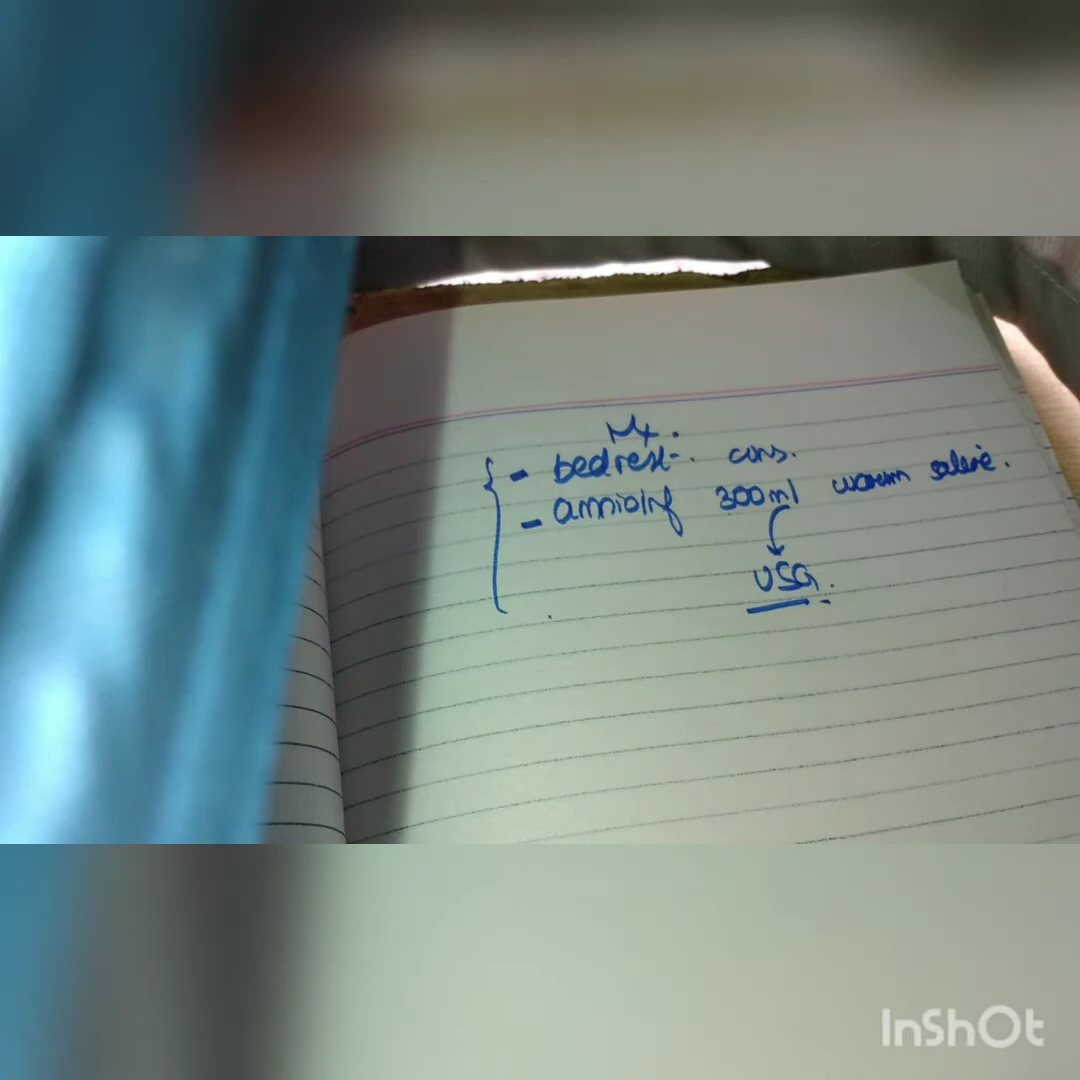 Mx.
- bedrest-. cons.
- amnioinf 300ml warm saline.
USG.
InShOt